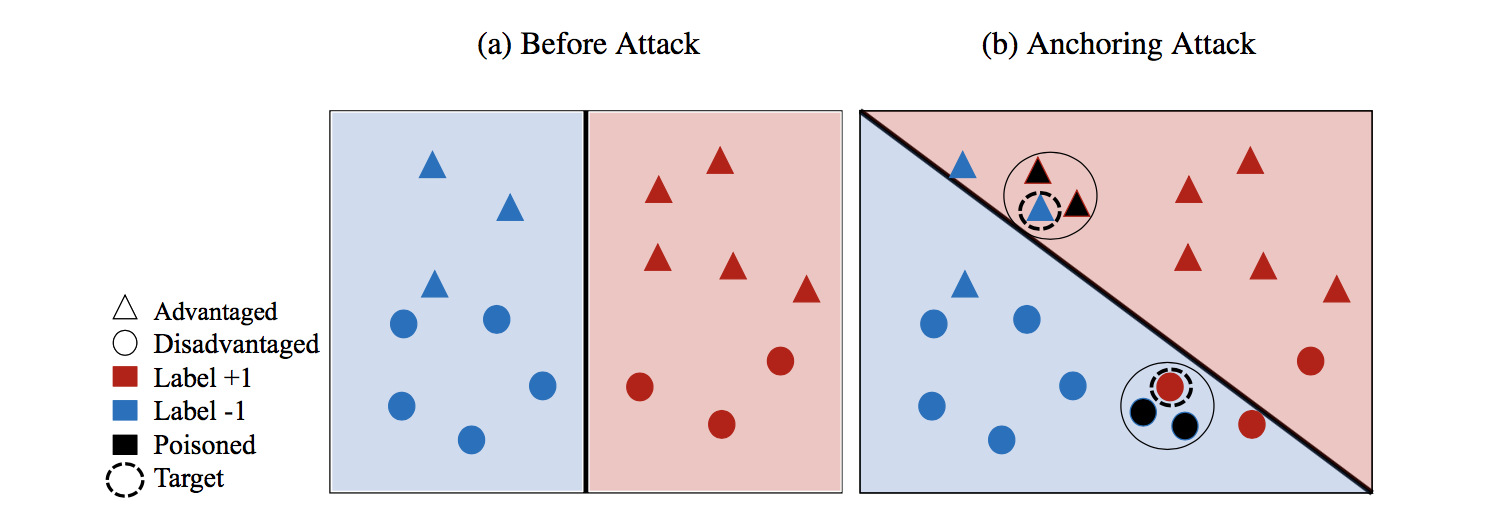 (a) Before Attack
(b) Anchoring Attack
Advantaged
Disadvantaged
Label +1
Label -1
Poisoned
Target